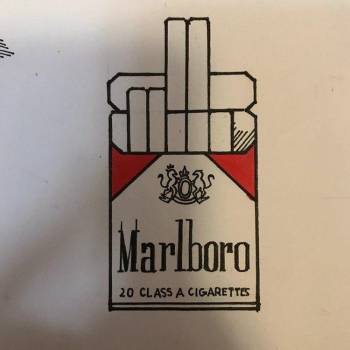 Marlboro
20 CLASS A CIGARETTES